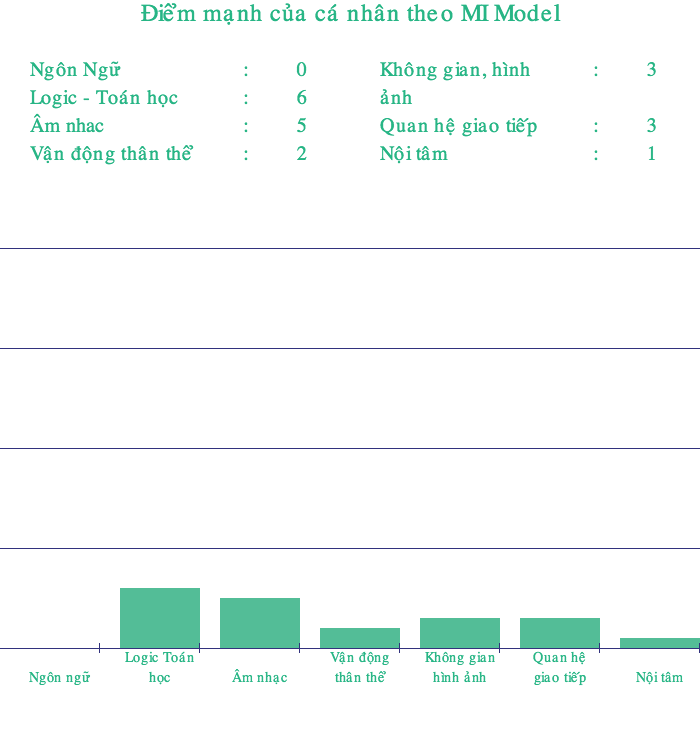 Điểm mạnh của cá nhân theo MI Model
Ngôn Ngữ : 0
Logic - Toán học : 6
Âm nhac : 5
Vận động thân thể : 2
Không gian, hình : 3
ảnh
Quan hệ giao tiếp : 3
Nội tâm : 1
Ngôn ngữ
Logic Toán
học
Âm nhạc
Vận động
thân thể
Không gian
hình ảnh
Quan hệ
giao tiếp
Nội tâm